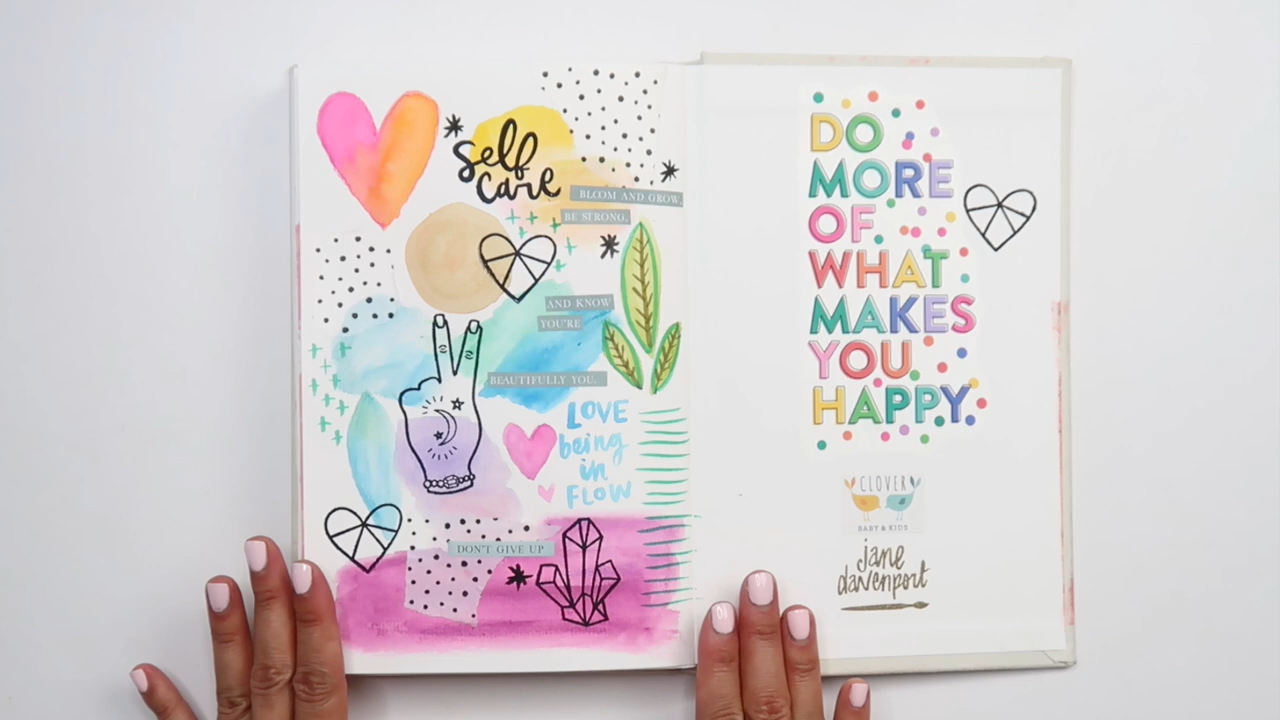 self
care
BLOOM AND GROW,
BE STRONG,
AND KNOW
YOU'RE
BEAUTIFULLY YOU.
LOVE
being
in
FLOW
DON'T GIVE UP
DO
MORE
OF
WHAT
MAKES
YOU
HAPPY.
CLOVER
BABY & KIDS
jane
davenport